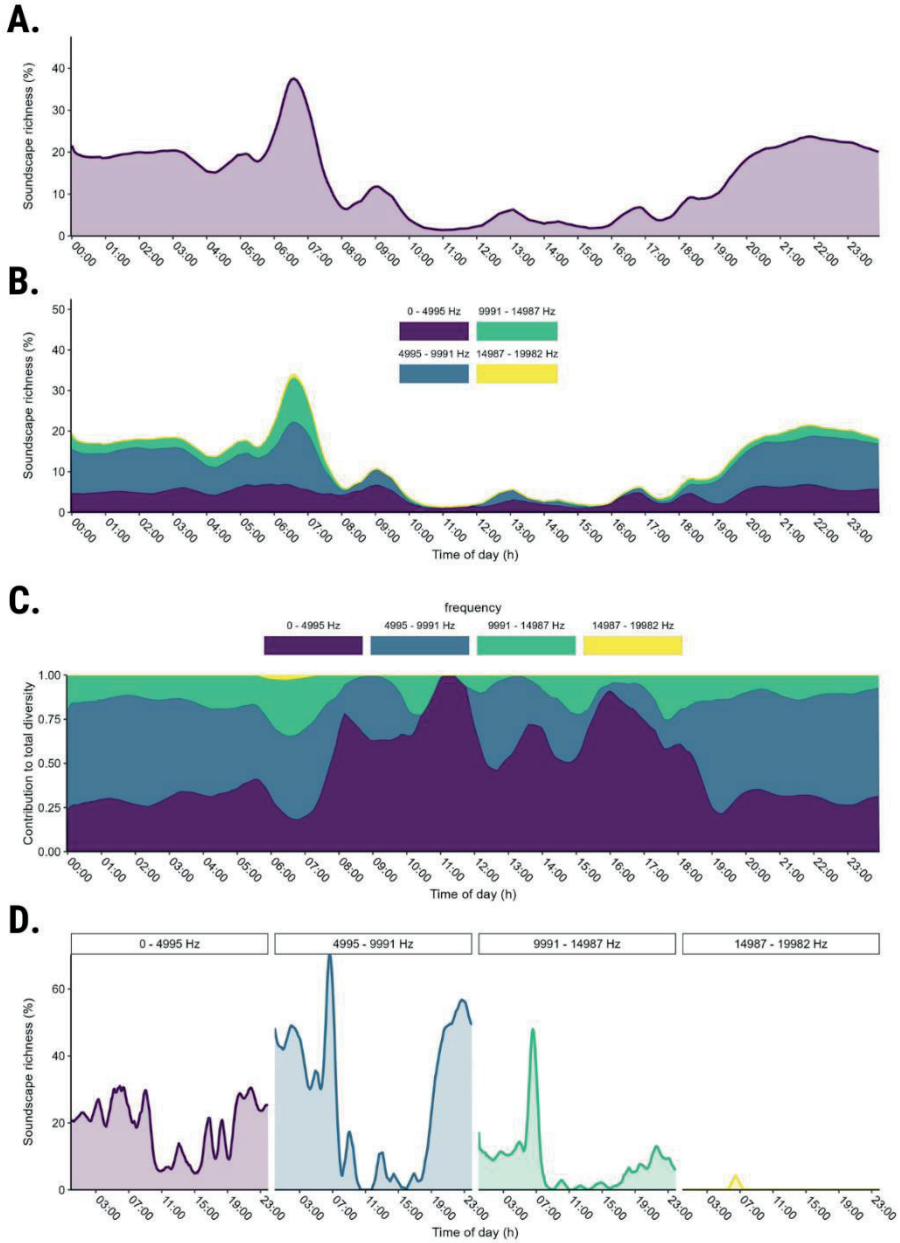 A.
Soundscape richness (%)
40
30
20
10
0
00:00 01:00 02:00 03:00 04:00 05:00 06:00 07:00 08:00 09:00 10:00 11:00 12:00 13:00 14:00 15:00 16:00 17:00 18:00 19:00 20:00 21:00 22:00 23:00
B.
Soundscape richness (%)
50
40
30
20
10
0
0 - 4995 Hz 9991 - 14987 Hz
4995 - 9991 Hz 14987 - 19982 Hz
00:00 01:00 02:00 03:00 04:00 05:00 06:00 07:00 08:00 09:00 10:00 11:00 12:00 13:00 14:00 15:00 16:00 17:00 18:00 19:00 20:00 21:00 22:00 23:00
Time of day (h)
C.
frequency
0 - 4995 Hz 4995 - 9991 Hz 9991 - 14987 Hz 14987 - 19982 Hz
Contribution to total diversity
1.00
0.75
0.50
0.25
0.00
00:00 01:00 02:00 03:00 04:00 05:00 06:00 07:00 08:00 09:00 10:00 11:00 12:00 13:00 14:00 15:00 16:00 17:00 18:00 19:00 20:00 21:00 22:00 23:00
Time of day (h)
D.
0 - 4995 Hz 4995 - 9991 Hz 9991 - 14987 Hz 14987 - 19982 Hz
Soundscape richness (%)
60
40
20
0
03:00 07:00 11:00 15:00 19:00 23:00 03:00 07:00 11:00 15:00 19:00 23:00 03:00 07:00 11:00 15:00 19:00 23:00 03:00 07:00 11:00 15:00 19:00 23:00
Time of day (h)